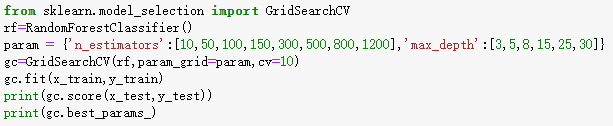 from sklearn.model_selection import GridSearchCV
rf=RandomForestClassifier()
param = {'n_estimators':[10,50,100,150,300,500,800,1200],'max_depth':[3,5,8,15,25,30]}
gc=GridSearchCV(rf,param_grid=param,cv=10)
gc.fit(x_train,y_train)
print(gc.score(x_test,y_test))
print(gc.best_params_)